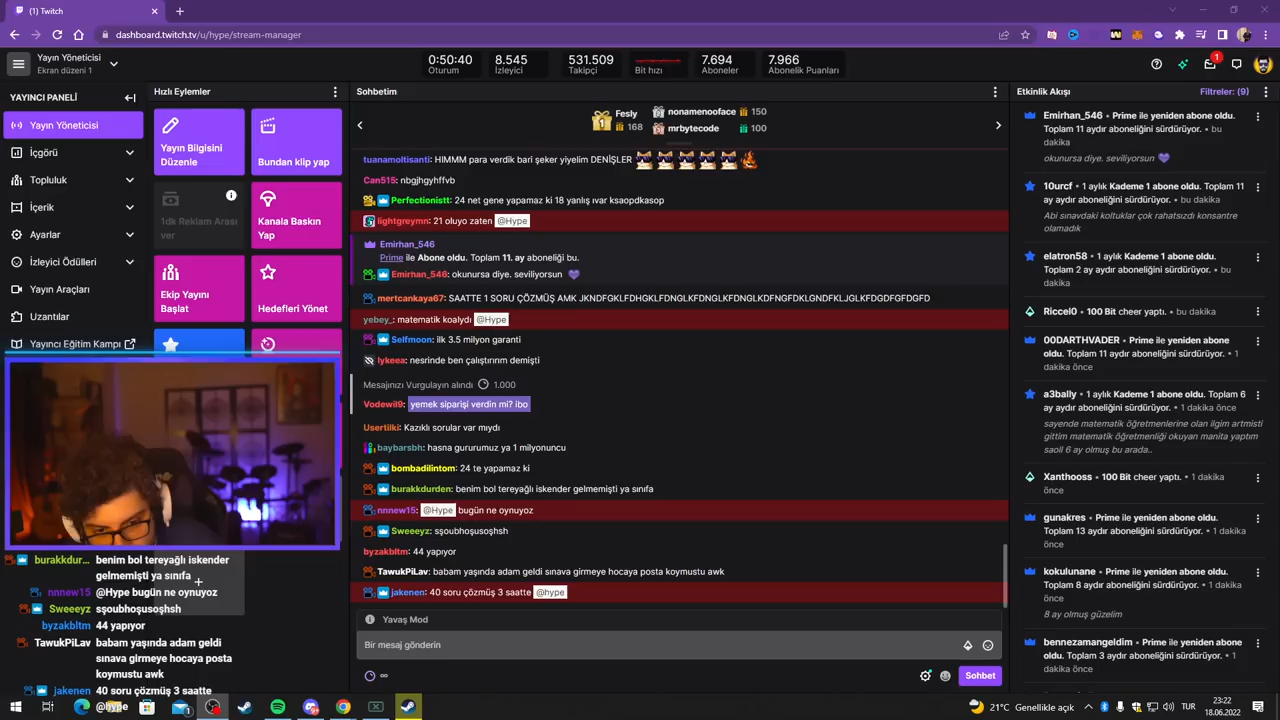 (1) Twitch
dashboard.twitch.tv/u/hype/stream-manager
Yayın Yöneticisi
Ekran düzeni 1
0:50:40
Oturum
8.545
İzleyici
531.509
Takipçi
Bit hızı
7.694
Aboneler
7.966
Abonelik Puanları
1
YAYINCI PANELİ
Yayın Yöneticisi
İçgörü
Topluluk
İçerik
Ayarlar
İzleyici Ödülleri
Yayın Araçları
Uzantılar
Yayıncı Eğitim Kampı
Hızlı Eylemler
Yayın Bilgisini
Düzenle
Bundan klip yap
1dk Reklam Arası
ver
Kanala Baskın
Yap
Ekip Yayını
Başlat
Hedefleri Yönet
burakkdur... benim bol tereyağlı iskender
gelmemişti ya sınıfa
nnnew15 @Hype bugün ne oynuyoz
Sweeeyz sşoubhoşusoşhsh
byzakbltm 44 yapıyor
TawukPiLav babam yaşında adam geldi
sınava girmeye hocaya posta
koymustu awk
Jakenen 40 soru çözmüş 3 saatte
@hype
Sohbetim
Fesly
168
nonamenooface 150
mrbytecode 100
tuanamoltisanti: HIMMM para verdik bari şeker yiyelim DENİŞLER
Can515: nbgjhgyhffvb
Perfectionistt: 24 net gene yapamaz ki 18 yanlış ıvar ksaopdkasop
lightgreymn: 21 oluyo zaten @Hype
Emirhan_546
Prime ile Abone oldu. Toplam 11. ay aboneliği bu.
Emirhan_546: okunursa diye. seviliyorsun
mertcankaya67: SAATTE 1 SORU ÇÖZMÜŞ AMK JKNDFGKLFDHGKLFDNGLKFDNGLKFDNGLKDFNGFDKLGNDFKLJGLKFDGDFGFDGFD
yebey_: matematik koalydı @Hype
Selfmoon: ilk 3.5 milyon garanti
lykeea: nesrinde ben çalıştırırım demişti
Mesajınızı Vurgulayın alındı 1.000
Vodewil9: yemek siparişi verdin mi? ibo
Usertilki: Kazıklı sorular var mıydı
baybarsbh: hasna gururumuz ya 1 milyonuncu
bombadilintom: 24 te yapamaz ki
burakkdurden: benim bol tereyağlı iskender gelmemişti ya sınıfa
nnnew15: @Hype bugün ne oynuyoz
Sweeeyz: sşoubhoşusoşhsh
byzakbltm: 44 yapıyor
TawukPiLav: babam yaşında adam geldi sınava girmeye hocaya posta koymustu awk
jakenen: 40 soru çözmüş 3 saatte @hype
Yavaş Mod
Bir mesaj gönderin
∞
Sohbet
Etkinlik Akışı
Filtreler: (9)
Emirhan_546 • Prime ile yeniden abone oldu.
Toplam 11 aydır aboneliğini sürdürüyor. • bu
dakika
okunursa diye. seviliyorsun
10urcf • 1 aylık Kademe 1 abone oldu. Toplam 11
ay aydır aboneliğini sürdürüyor. • bu dakika
Abi sınavdaki koltuklar çok rahatsızdi konsantre
olamadık
elatron58 • 1 aylık Kademe 1 abone oldu.
Toplam 2 ay aydır aboneliğini sürdürüyor. • bu
dakika
Riccel0 • 100 Bit cheer yaptı. • bu dakika
00DARTHVADER • Prime ile yeniden abone
oldu. Toplam 11 aydır aboneliğini sürdürüyor. • 1
dakika önce
a3bally • 1 aylık Kademe 1 abone oldu. Toplam 6
ay aydır aboneliğini sürdürüyor. • 1 dakika önce
sayende matematik öğretmenlerine olan ilgim artmisti
gittim matematik öğretmenliği okuyan manita yaptım
saoll 6 ay olmuş bu arada..
Xanthooss • 100 Bit cheer yaptı. • 1 dakika
önce
gunakres • Prime ile yeniden abone oldu.
Toplam 13 aydır aboneliğini sürdürüyor. • 1
dakika önce
kokulunane • Prime ile yeniden abone oldu.
Toplam 8 aydır aboneliğini sürdürüyor. • 1 dakika
önce
8 ay olmuş güzelim
bennezamangeldim • Prime ile yeniden abone
oldu. Toplam 3 aydır aboneliğini sürdürüyor. • 1
dakika önce
21°C Genellikle açık
TUR
23:22
18.06.2022